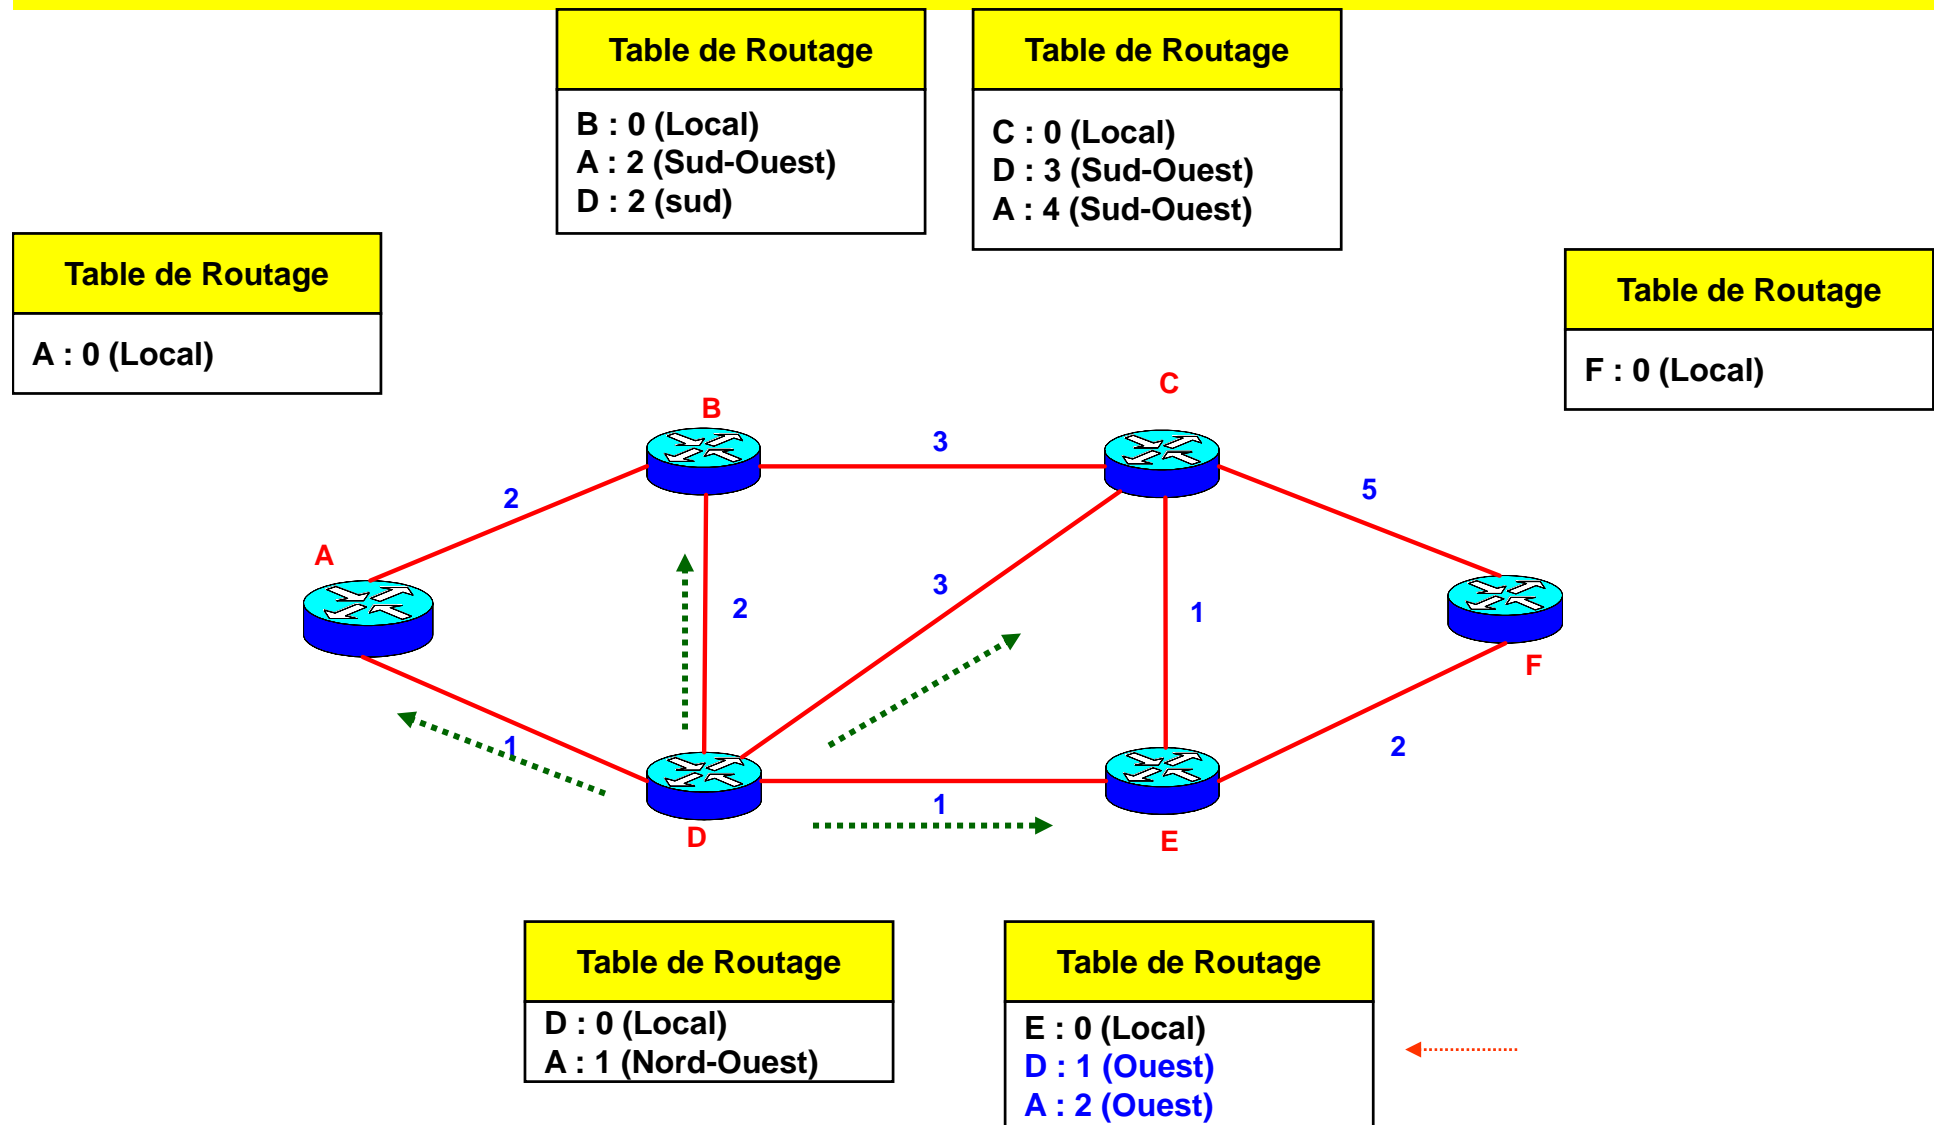 Table de Routage
B : 0 (Local)
A : 2 (Sud-Ouest)
D : 2 (sud)
Table de Routage
C : 0 (Local)
D : 3 (Sud-Ouest)
A : 4 (Sud-Ouest)
Table de Routage
A : 0 (Local)
Table de Routage
F : 0 (Local)
C
B
3
5
2
A
3
2
1
F
1
2
1
D
E
Table de Routage
D : 0 (Local)
A : 1 (Nord-Ouest)
Table de Routage
E : 0 (Local)
D : 1 (Ouest)
A : 2 (Ouest)